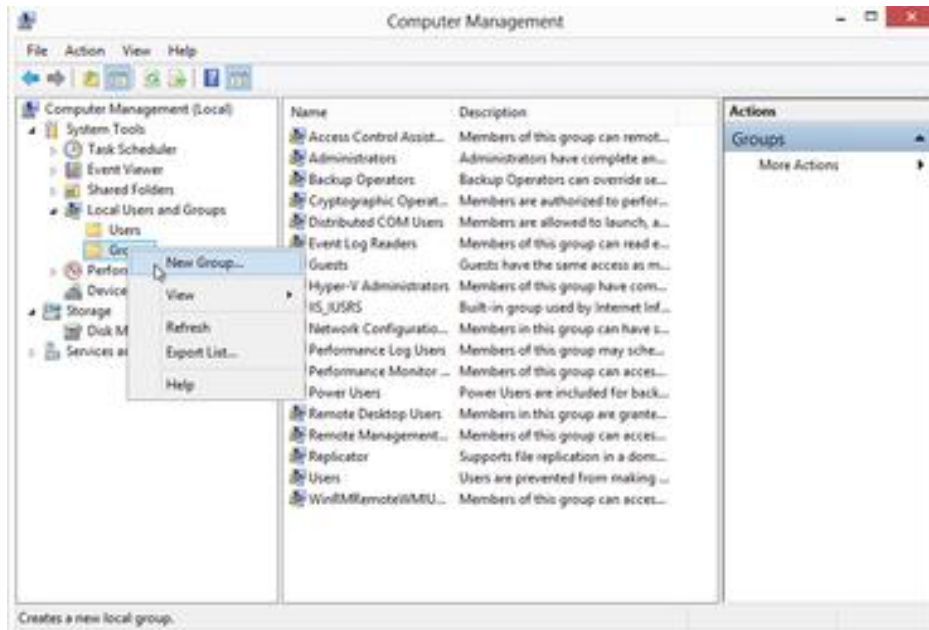 Computer Management
File Action View Help
Computer Management (Local)
System Tools
Task Scheduler
Event Viewer
Shared Folders
Local Users and Groups
Users
Gro
Perfor
Device
Storage
Disk M
Services a
New Group...
View
Refresh
Export List...
Help
Name Description
Access Control Assist... Members of this group can remot...
Administrators Administrators have complete an...
Backup Operators Backup Operators can override se...
Cryptographic Operat... Members are authorized to perfor...
Distributed COM Users Members are allowed to launch, a...
Event Log Readers Members of this group can read e...
Guests Guests have the same access as m...
Hyper-V Administrators Members of this group have com...
IIS_IUSRS Built-in group used by Internet Inf...
Network Configuratio... Members in this group can have s...
Performance Log Users Members of this group may sche...
Performance Monitor ... Members of this group can acces...
Power Users Power Users are included for back...
Remote Desktop Users Members in this group are grante...
Remote Management... Members of this group can acces...
Replicator Supports file replication in a dom...
Users Users are prevented from making ...
WinRMRemoteWMIU... Members of this group can acces...
Actions
Groups
More Actions
Creates a new local group.